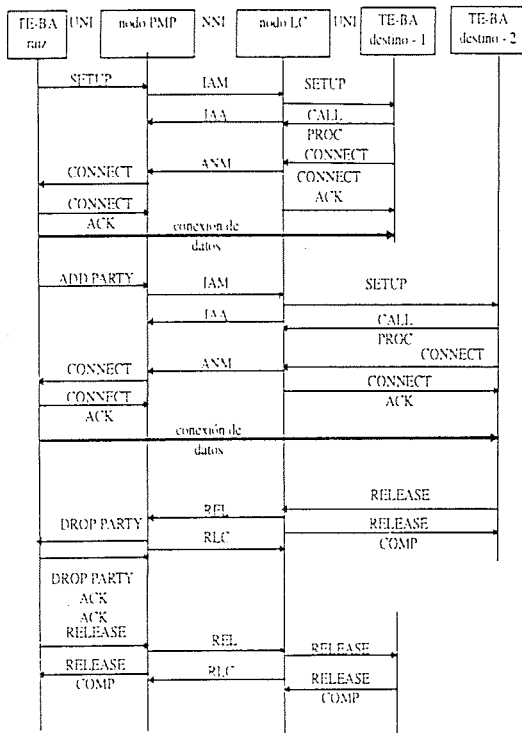 TE-BA UNI nodo PMP NNI nodo LC UNI TE-BA TE-BA
raiz destino - 1 destino - 2
SETUP
IAM SETUP
IAA CALL
PROC
ANM CONNECT
CONNECT CONNECT
CONNECT ACK
ACK conexión de
datos
ADD PARTY
IAM SETUP
IAA CALL
PROC
ANM CONNECT
CONNECT CONNECT
CONNECT ACK
ACK
conexión de
datos
RELEASE
REL
DROP PARTY RELEASE
RLC COMP
DROP PARTY
ACK
ACK
RELEASE
REL RELEASE
RELEASE RLC RELEASE
COMP COMP